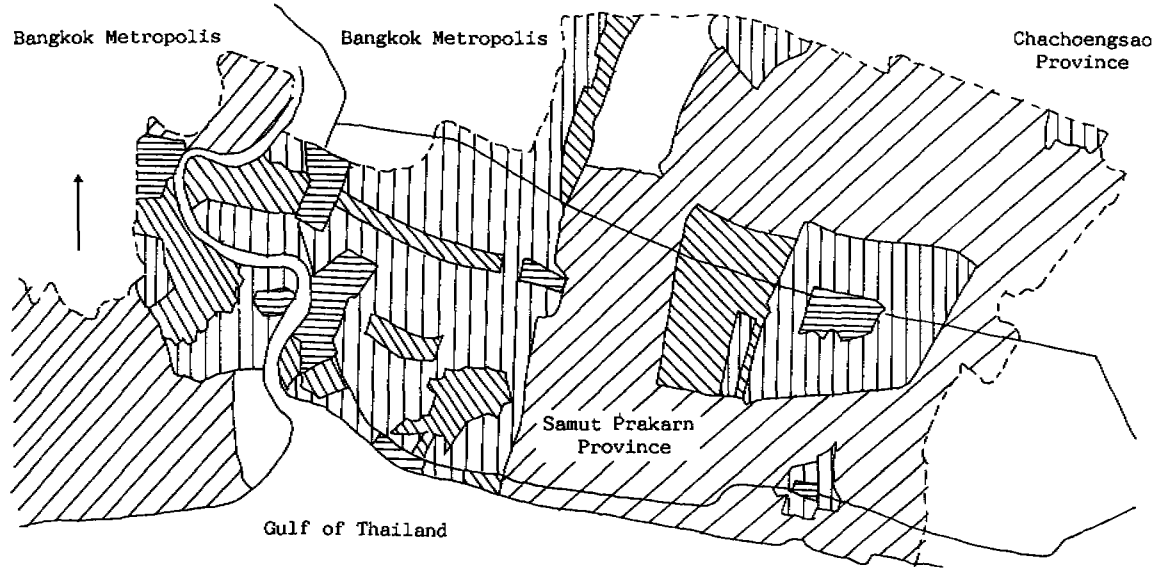 Bangkok Metropolis
Bangkok Metropolis
Chachoengsao
Province
Samut Prakarn
Province
Gulf of Thailand